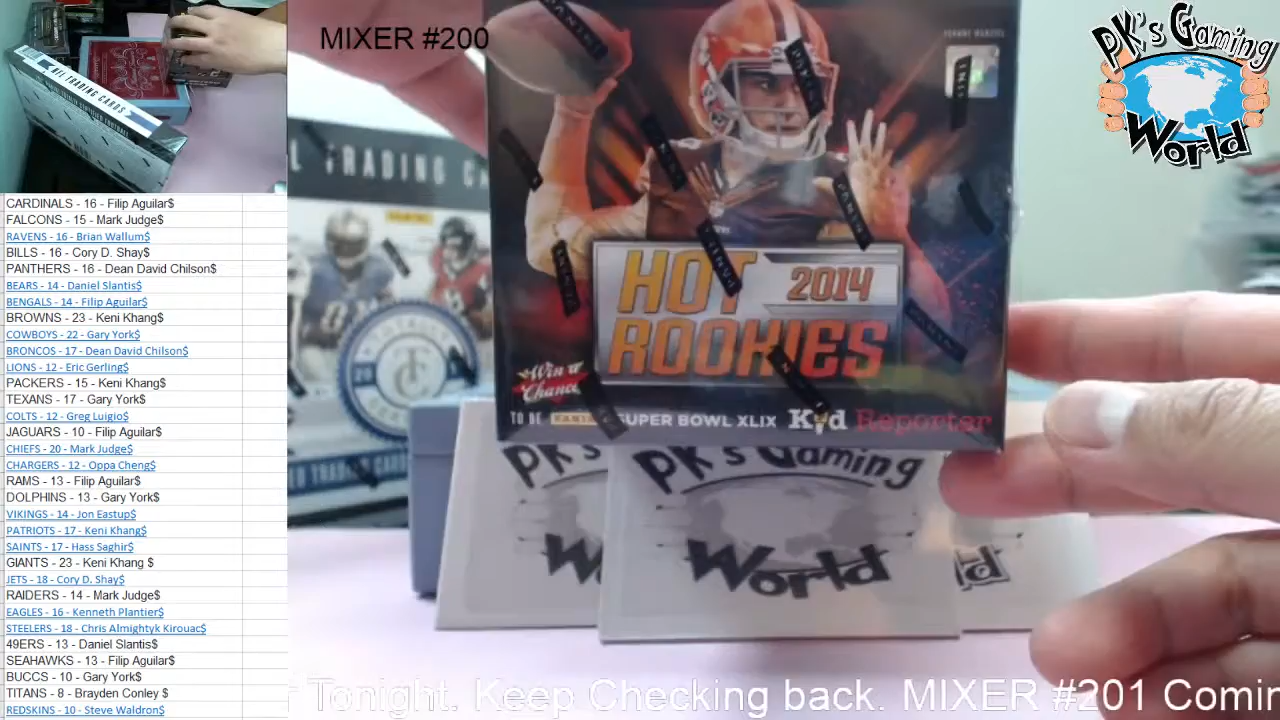 MIXER #200
PK's Gaming
World
NFL TRADING CARDS
CARDINALS - 16 - Filip Aguilar$
FALCONS - 15 - Mark Judge$
RAVENS - 16 - Brian Wallum$
BILLS - 16 - Cory D. Shay$
PANTHERS - 16 - Dean David Chilson$
BEARS - 14 - Daniel Slantis$
BENGALS - 14 - Filip Aguilar$
BROWNS - 23 - Keni Khang$
COWBOYS - 22 - Gary York$
BRONCOS - 17 - Dean David Chilson$
LIONS - 12 - Eric Gerling$
PACKERS - 15 - Keni Khang$
TEXANS - 17 - Gary York$
COLTS - 12 - Greg Luigio$
JAGUARS - 10 - Filip Aguilar$
CHIEFS - 20 - Mark Judge$
CHARGERS - 12 - Oppa Cheng$
RAMS - 13 - Filip Aguilar$
DOLPHINS - 13 - Gary York$
VIKINGS - 14 - Jon Eastup$
PATRIOTS - 17 - Keni Khang$
SAINTS - 17 - Hass Saghir$
GIANTS - 23 - Keni Khang $
JETS - 18 - Cory D. Shay$
RAIDERS - 14 - Mark Judge$
EAGLES - 16 - Kenneth Plantier$
STEELERS - 18 - Chris Almightyk Kirouac$
49ERS - 13 - Daniel Slantis$
SEAHAWKS - 13 - Filip Aguilar$
BUCCS - 10 - Gary York$
TITANS - 8 - Brayden Conley $
REDSKINS - 10 - Steve Waldron$
HOT 2014
ROOKIES
Win a
Chance
TO BE PANINI SUPER BOWL XLIX Kid Reporter
TRADING
PK's Gaming
World
Tonight. Keep Checking back. MIXER #201 Comin